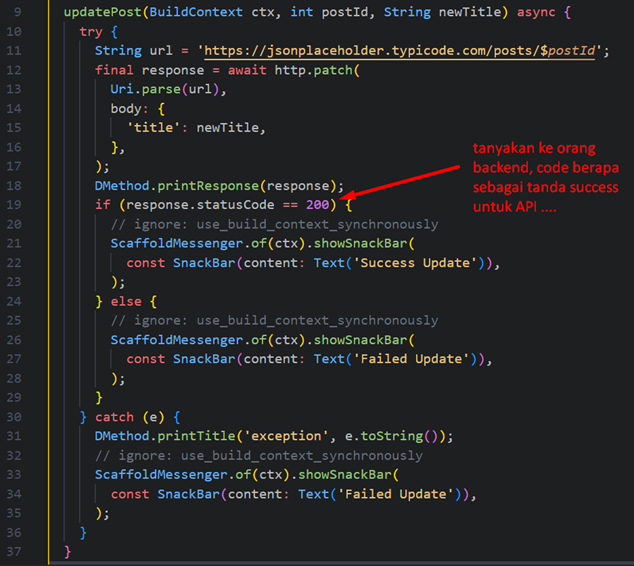 9 updatePost(BuildContext ctx, int postId, String newTitle) async {
10 try {
11 String url = 'https://jsonplaceholder.typicode.com/posts/$postId';
12 final response = await http.patch(
13 Uri.parse(url),
14 body: {
15 'title': newTitle,
16 },
17 );
18 DMethod.printResponse(response);
19 if (response.statusCode == 200) {
20 // ignore: use_build_context_synchronously
21 ScaffoldMessenger.of(ctx).showSnackBar(
22 const SnackBar(content: Text('Success Update')),
23 );
24 } else {
25 // ignore: use_build_context_synchronously
26 ScaffoldMessenger.of(ctx).showSnackBar(
27 const SnackBar(content: Text('Failed Update')),
28 );
29 }
30 } catch (e) {
31 DMethod.printTitle('exception', e.toString());
32 // ignore: use_build_context_synchronously
33 ScaffoldMessenger.of(ctx).showSnackBar(
34 const SnackBar(content: Text('Failed Update')),
35 );
36 }
37 }
tanyakan ke orang
backend, code berapa
sebagai tanda success
untuk API ....